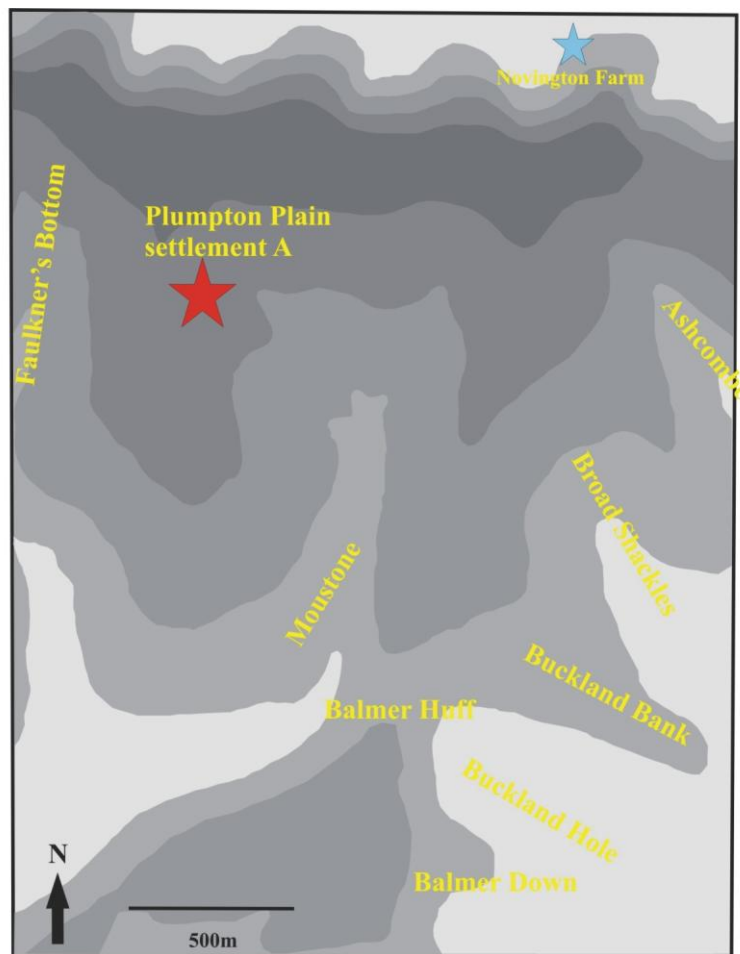 Novington Farm
Plumpton Plain
settlement A
Faulkner's Bottom
Ashcombe
Broad Shackles
Moustone
Buckland Bank
Balmer Huff
Buckland Hole
Balmer Down
N
500m